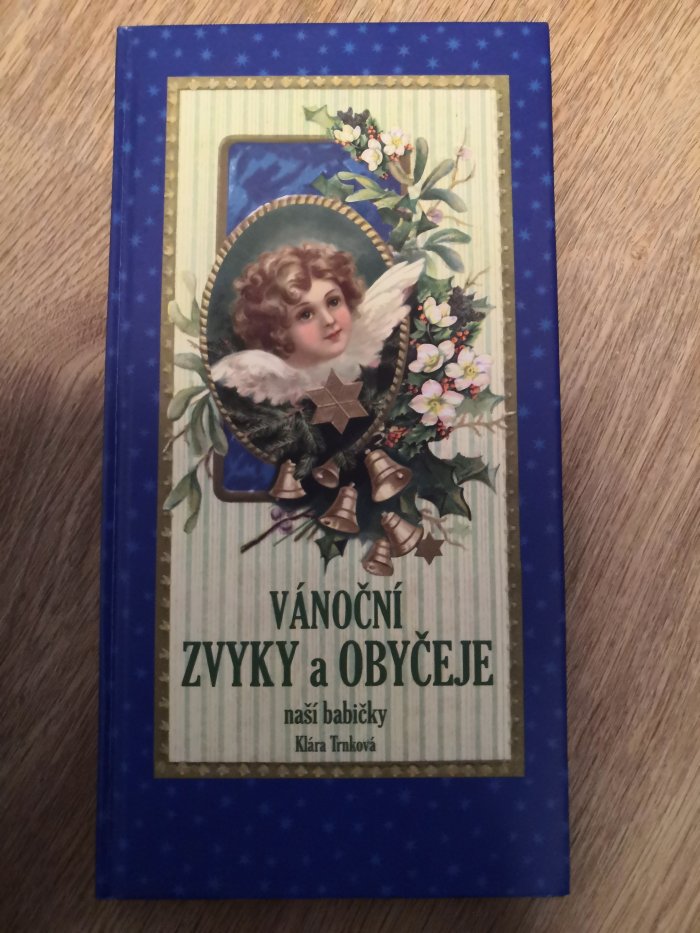 VÁNOČNÍ
ZVYKY a OBYČEJE
naší babičky
Klára Trnková